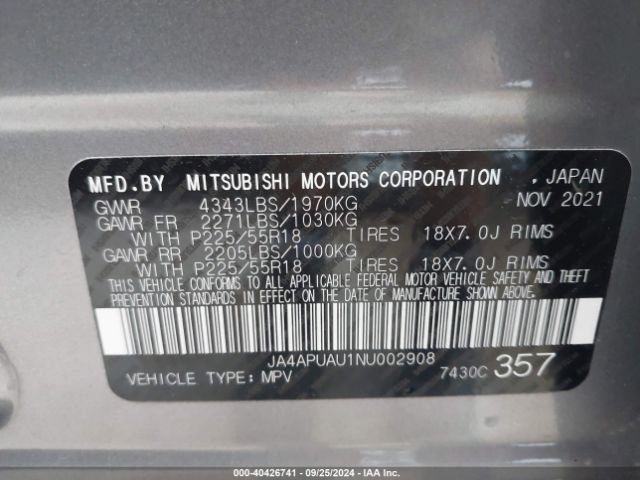 MFD.BY MITSUBISHI MOTORS CORPORATION , JAPAN
GVWR 4343LBS/1970KG NOV 2021
GAWR FR 2271LBS/1030KG
WITH P225/55R18 TIRES 18X7.0J RIMS
GAWR RR 2205LBS/1000KG
WITH P225/55R18 TIRES 18X7.0J RIMS
THIS VEHICLE CONFORMS TO ALL APPLICABLE FEDERAL MOTOR VEHICLE SAFETY AND THEFT
PREVENTION STANDARDS IN EFFECT ON THE DATE OF MANUFACTURE SHOWN ABOVE.
JA4APUAU1NU002908
VEHICLE TYPE: MPV 7430C 357
000-40426741 / 09/25/2024 / IAAI.COM